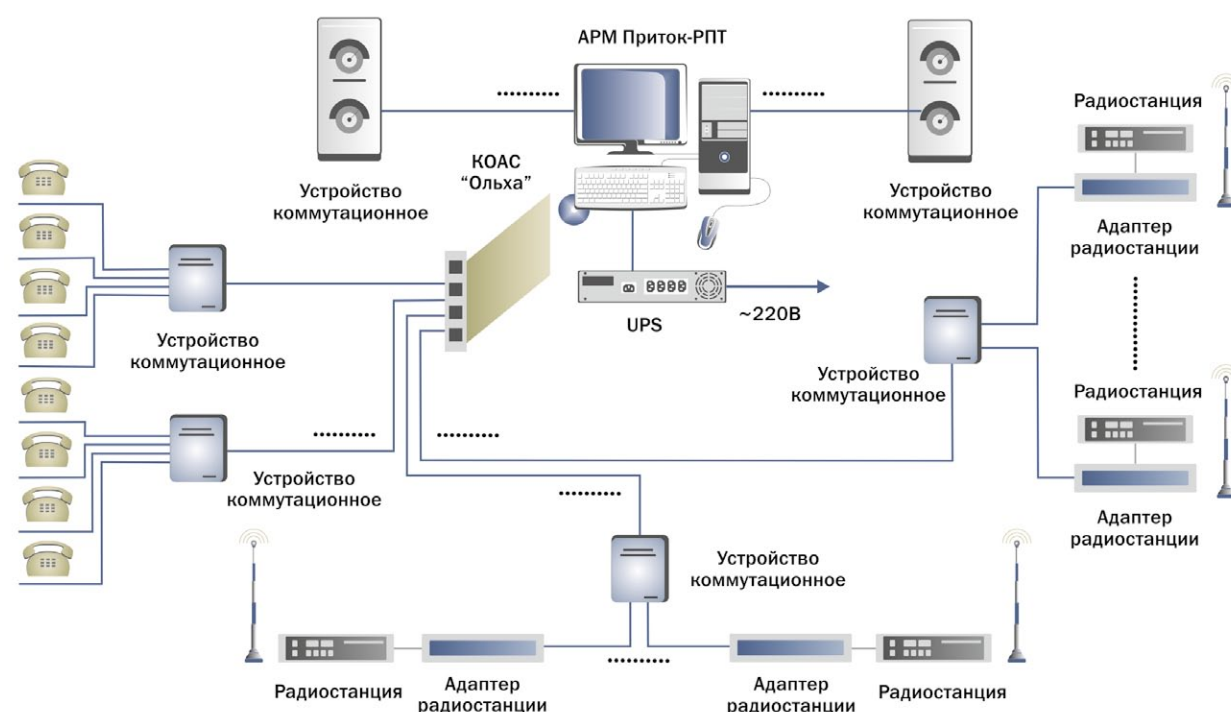 АРМ Приток-РПТ
Устройство
коммутационное
КОАС
“Ольха”
Устройство
коммутационное
Радиостанция
Адаптер
радиостанции
UPS
~220В
Устройство
коммутационное
Устройство
коммутационное
Радиостанция
Адаптер
радиостанции
Устройство
коммутационное
Устройство
коммутационное
Радиостанция
Адаптер
радиостанции
Адаптер
радиостанции
Радиостанция